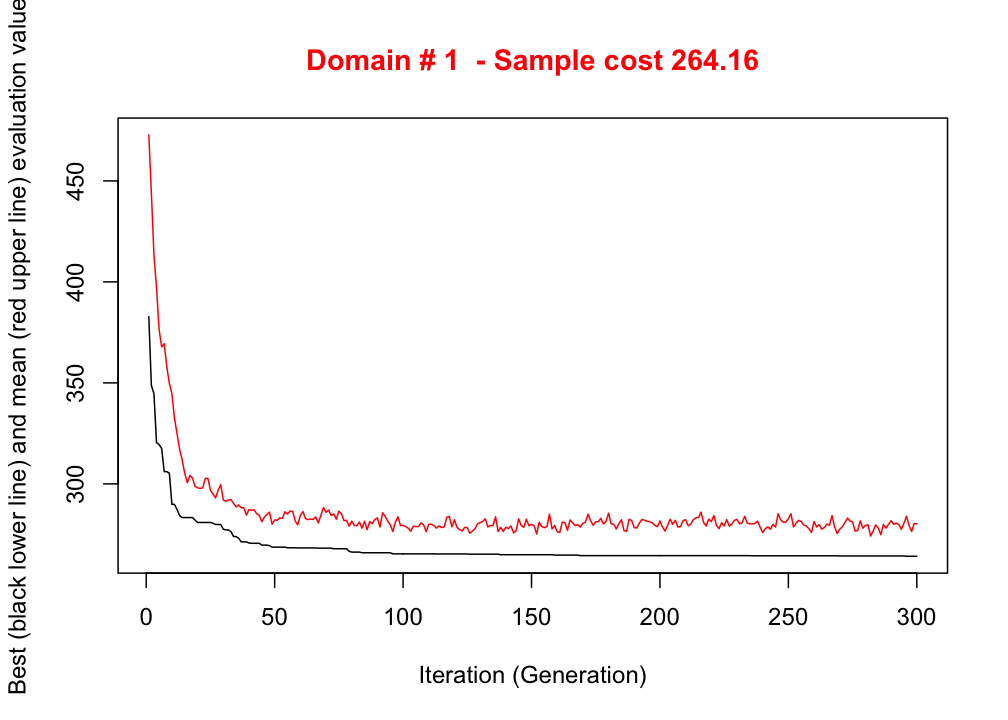 Domain # 1  - Sample cost 264.16
Best (black lower line) and mean (red upper line) evaluation value
450
400
350
300
0 50 100 150 200 250 300
Iteration (Generation)